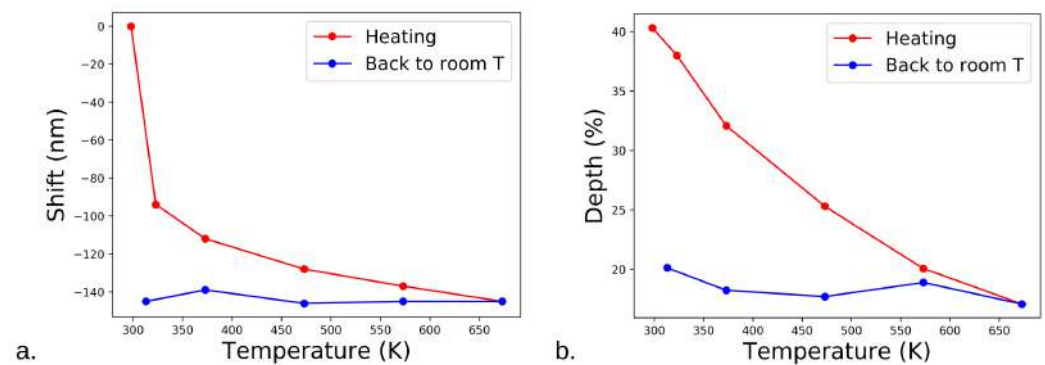 Shift (nm)
0
−20
−40
−60
−80
−100
−120
−140
Heating
Back to room T
300 350 400 450 500 550 600 650
Temperature (K)
a.
Depth (%)
40
35
30
25
20
Heating
Back to room T
300 350 400 450 500 550 600 650
Temperature (K)
b.